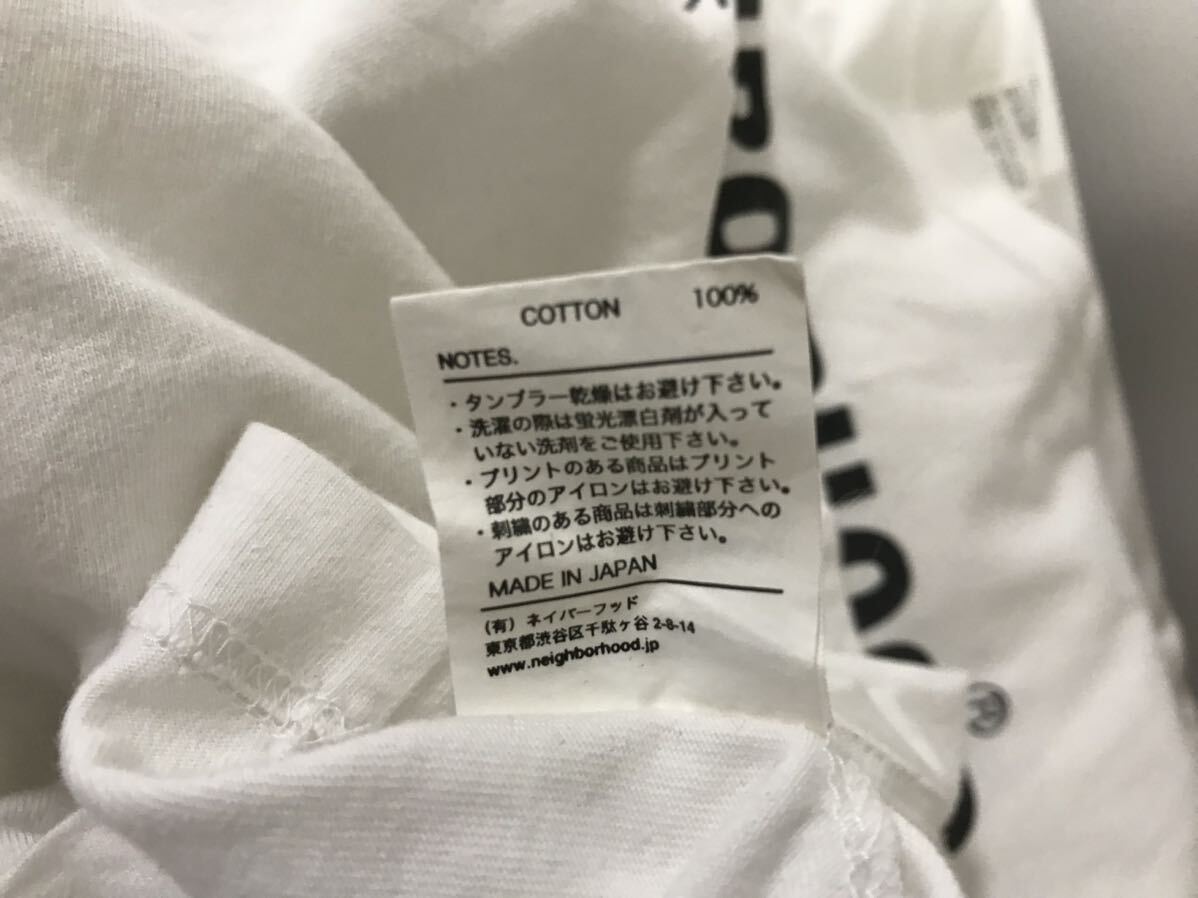 COTTON 100%
NOTES.
・タンブラー乾燥はお避け下さい。
・洗濯の際は蛍光漂白剤が入って
いない洗剤をご使用下さい。
・プリントのある商品はプリント
部分のアイロンはお避け下さい。
・刺繍のある商品は刺繍部分への
アイロンはお避け下さい。
MADE IN JAPAN
(有) ネイバーフッド
東京都渋谷区千駄ヶ谷 2-8-14
www.neighborhood.jp
®